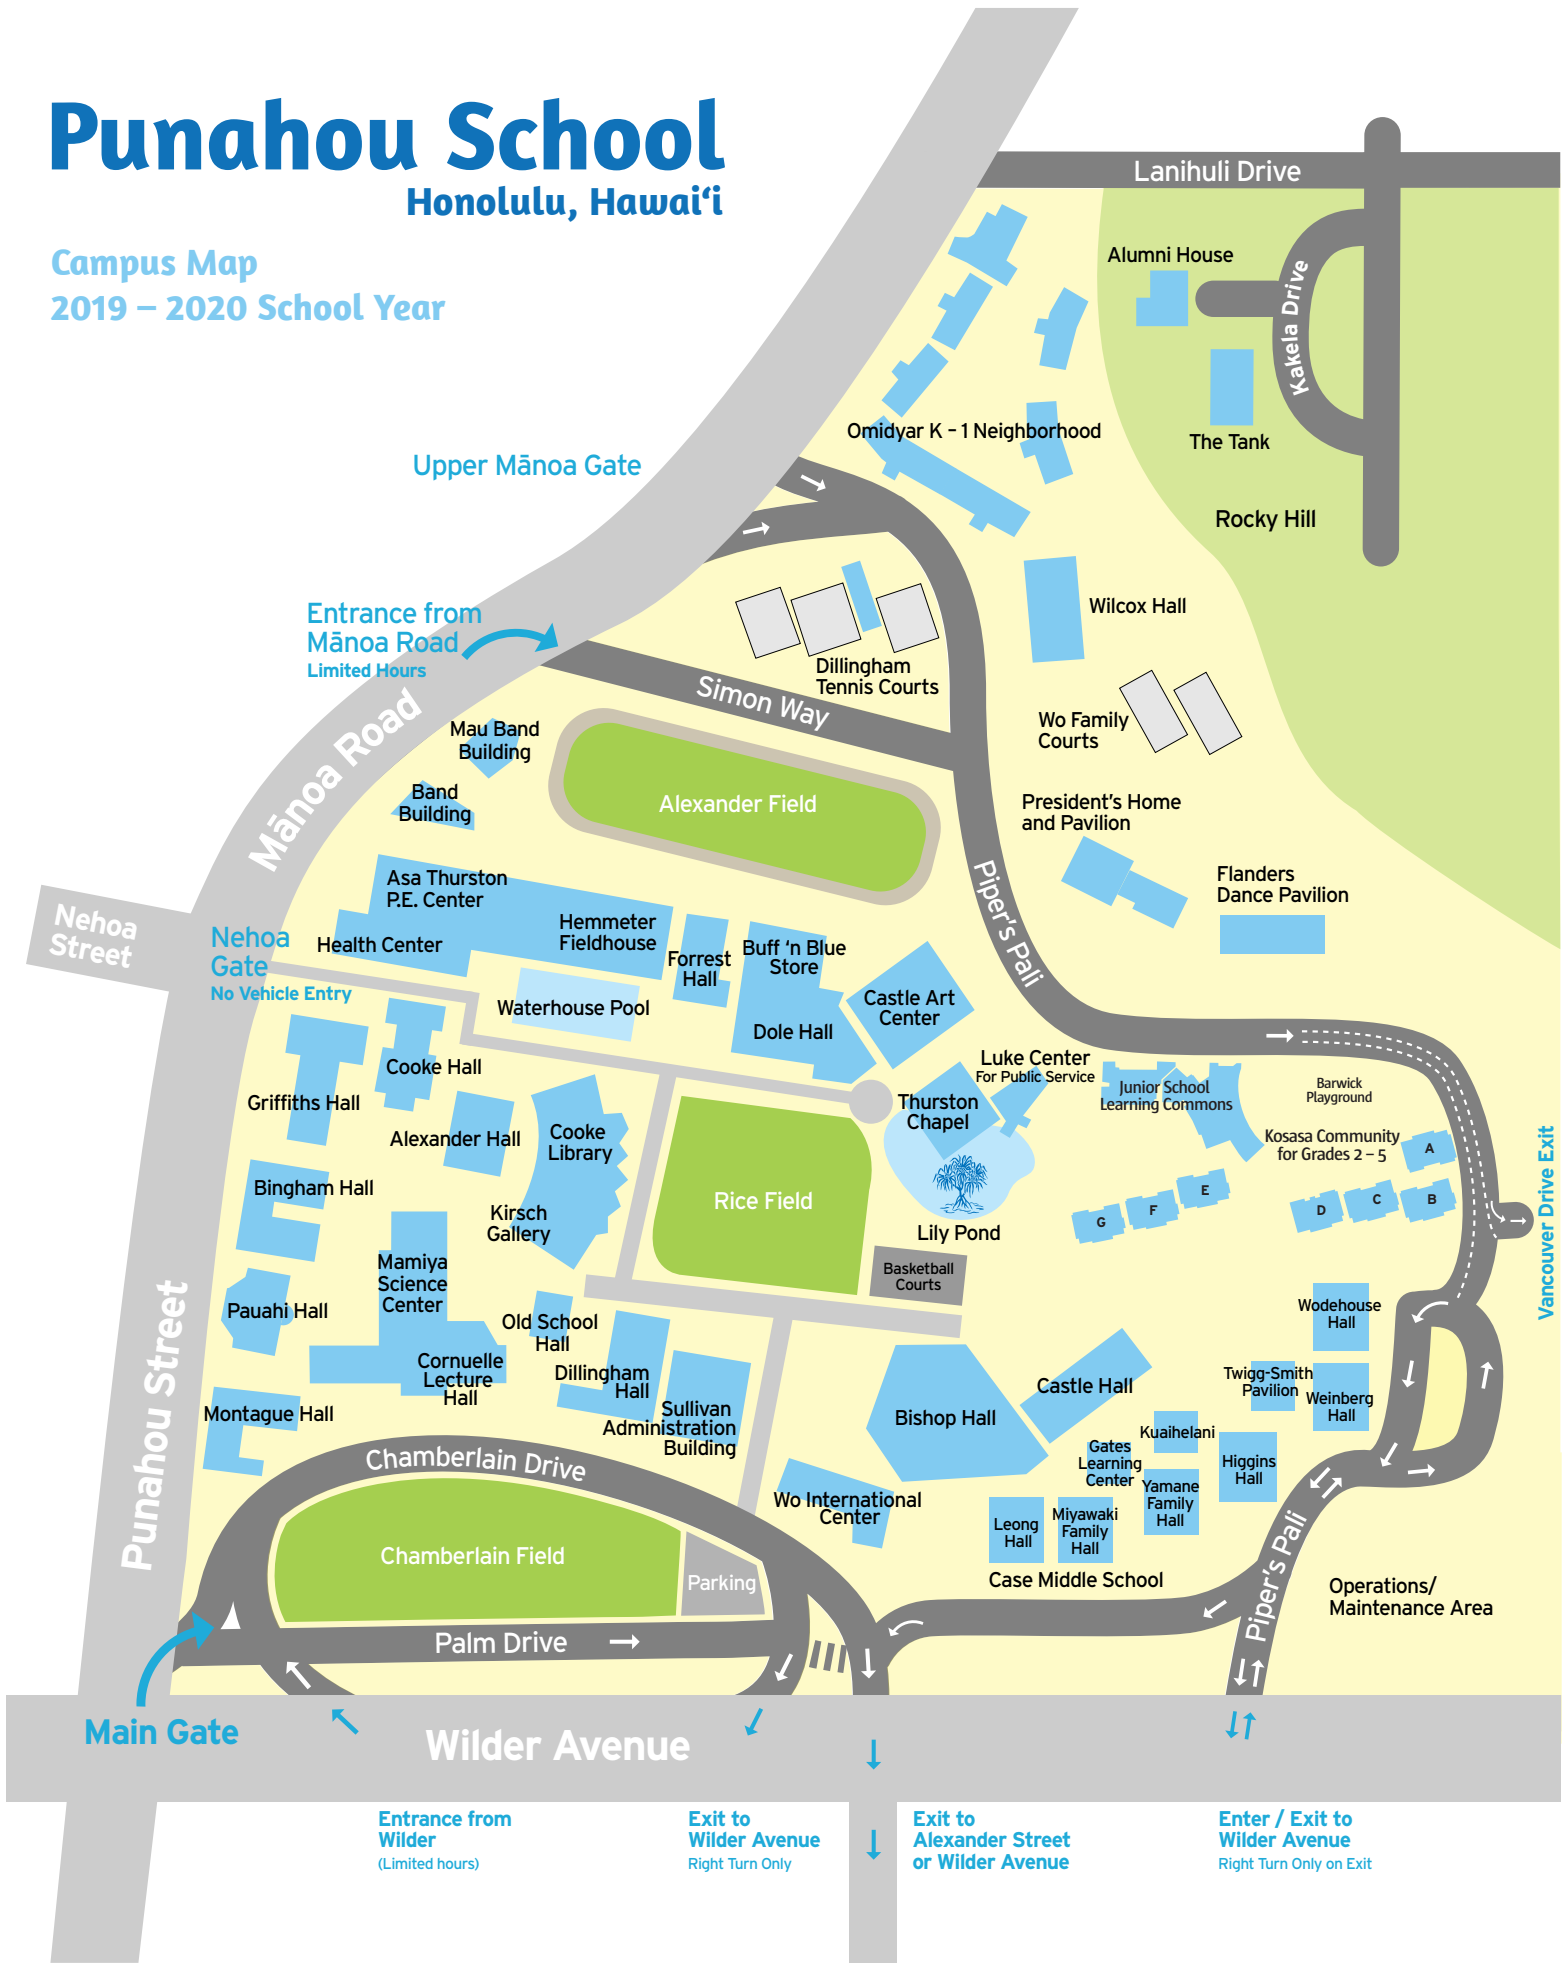 Punahou School
Honolulu, Hawai‘i
Campus Map
2019 – 2020 School Year
Lanihuli Drive
Alumni House
Kakela Drive
The Tank
Rocky Hill
Omidyar K – 1 Neighborhood
Upper Mānoa Gate
Entrance from
Mānoa Road
Limited Hours
Wilcox Hall
Dillingham
Tennis Courts
Simon Way
Mānoa Road
Mau Band
Building
Band
Building
Alexander Field
Wo Family
Courts
President’s Home
and Pavilion
Piper’s Pali
Flanders
Dance Pavilion
Asa Thurston
P.E. Center
Health Center
Hemmeter
Fieldhouse
Forrest
Hall
Buff ‘n Blue
Store
Dole Hall
Castle Art
Center
Nehoa
Street
Nehoa
Gate
No Vehicle Entry
Waterhouse Pool
Cooke Hall
Griffiths Hall
Alexander Hall
Cooke
Library
Luke Center
For Public Service
Thurston
Chapel
Junior School
Learning Commons
Barwick
Playground
Kosasa Community
for Grades 2 – 5
A
B
C
D
E
F
G
Vancouver Drive Exit
Bingham Hall
Kirsch
Gallery
Rice Field
Lily Pond
Basketball
Courts
Mamiya
Science
Center
Pauahi Hall
Old School
Hall
Cornuelle
Lecture
Hall
Dillingham
Hall
Sullivan
Administration
Building
Montague Hall
Punahou Street
Wodehouse
Hall
Twigg-Smith
Pavilion
Weinberg
Hall
Castle Hall
Bishop Hall
Kuaihelani
Gates
Learning
Center
Higgins
Hall
Yamane
Family
Hall
Wo International
Center
Leong
Hall
Miyawaki
Family
Hall
Case Middle School
Chamberlain Drive
Chamberlain Field
Parking
Palm Drive
Piper’s Pali
Operations/
Maintenance Area
Main Gate
Wilder Avenue
Entrance from
Wilder
(Limited hours)
Exit to
Wilder Avenue
Right Turn Only
Exit to
Alexander Street
or Wilder Avenue
Enter / Exit to
Wilder Avenue
Right Turn Only on Exit